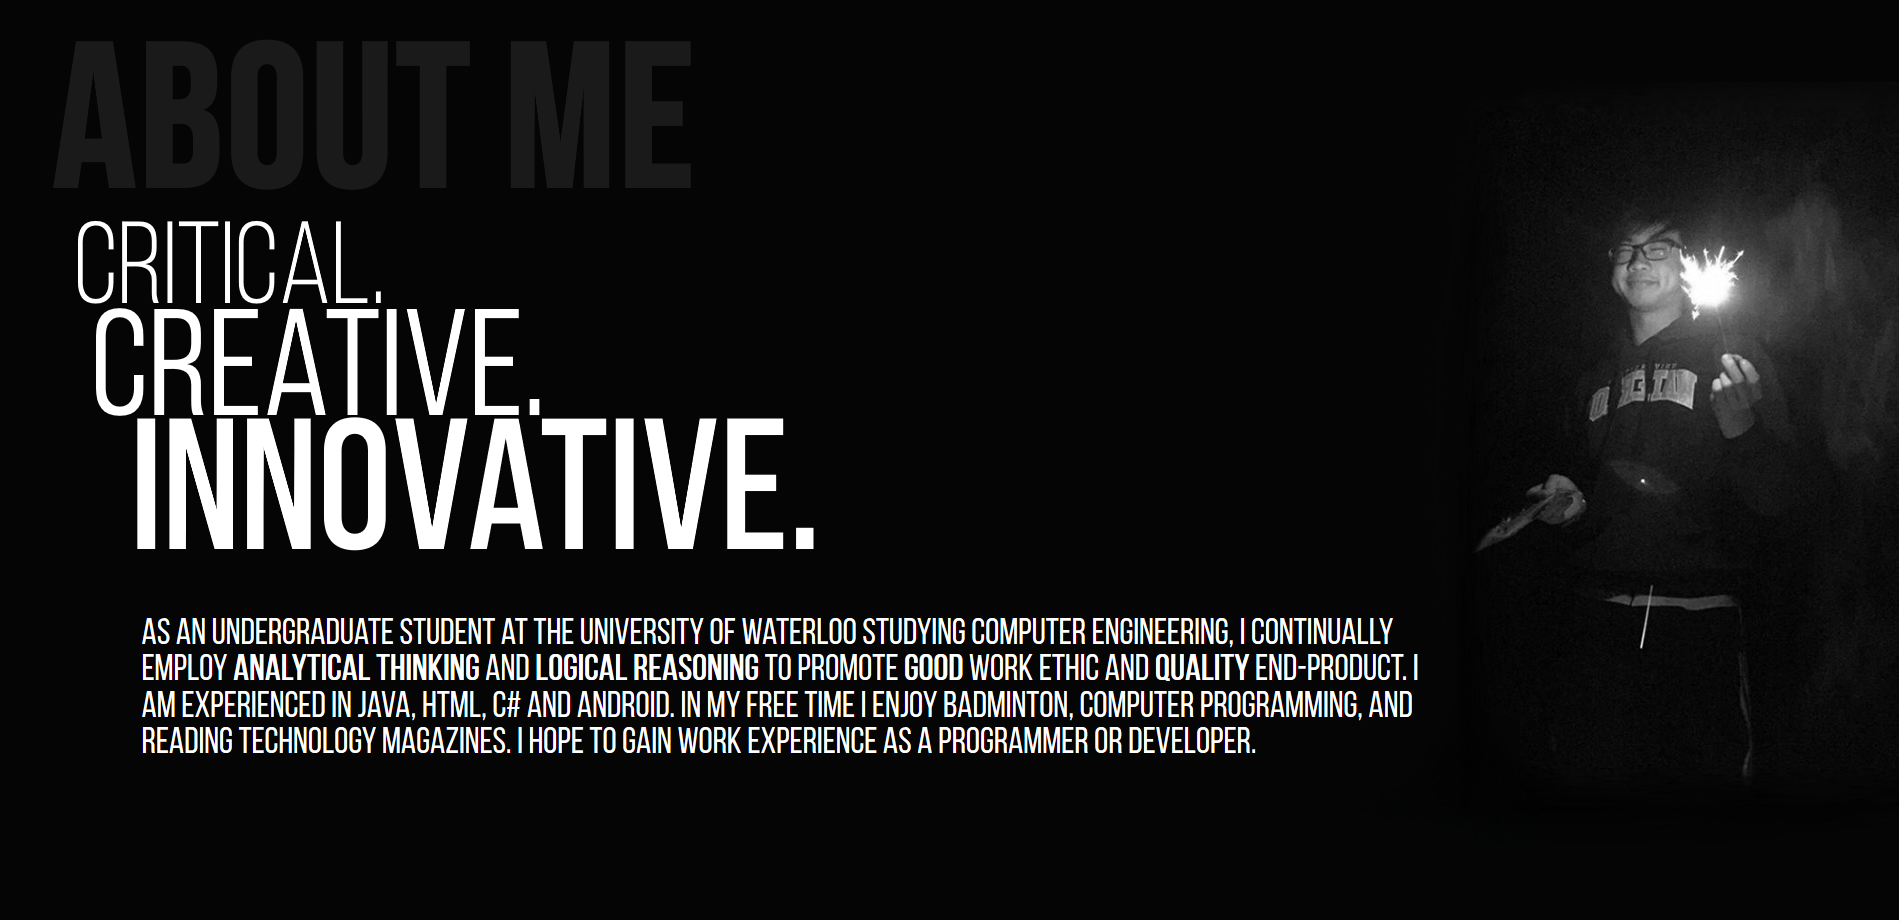 ABOUT ME
CRITICAL.
CREATIVE.
INNOVATIVE.
AS AN UNDERGRADUATE STUDENT AT THE UNIVERSITY OF WATERLOO STUDYING COMPUTER ENGINEERING, I CONTINUALLY
EMPLOY ANALYTICAL THINKING AND LOGICAL REASONING TO PROMOTE GOOD WORK ETHIC AND QUALITY END-PRODUCT. I
AM EXPERIENCED IN JAVA, HTML, C# AND ANDROID. IN MY FREE TIME I ENJOY BADMINTON, COMPUTER PROGRAMMING, AND
READING TECHNOLOGY MAGAZINES. I HOPE TO GAIN WORK EXPERIENCE AS A PROGRAMMER OR DEVELOPER.